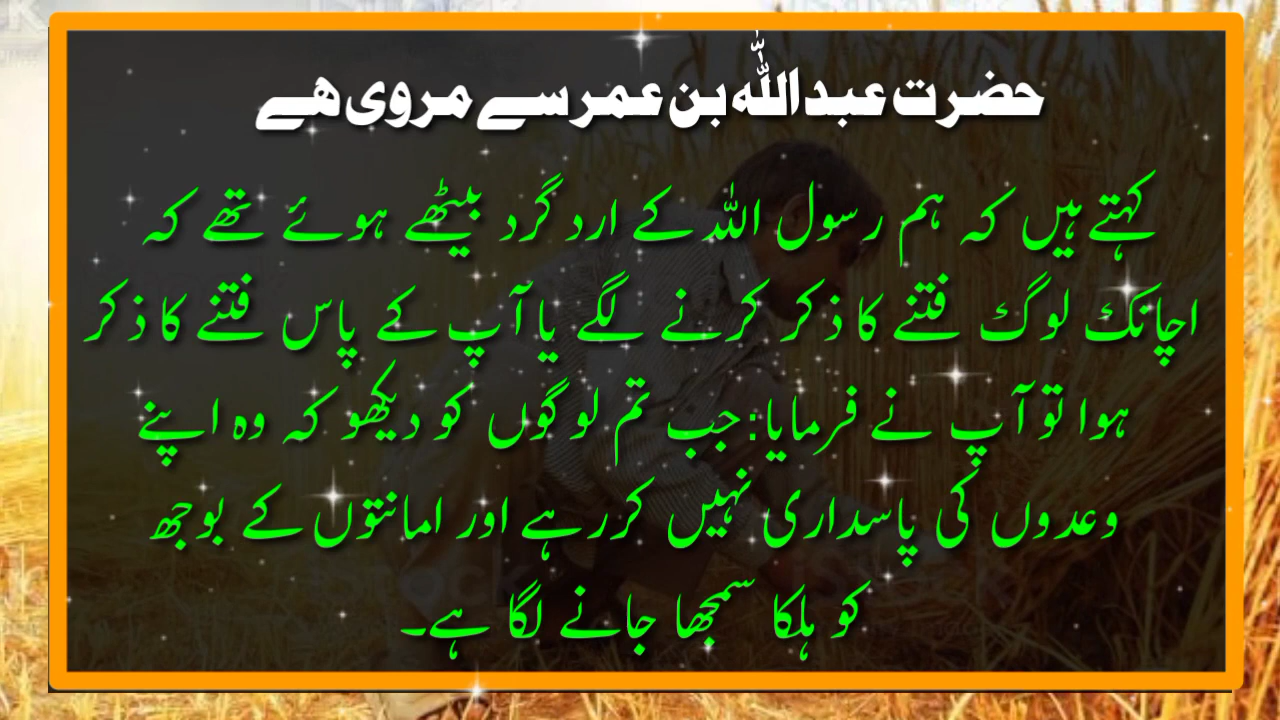 حضرت عبداللّٰہ بن عمر سے مروی ھے
کہتے ہیں کہ ہم رسول اللہ کے ارد گرد بیٹھے ہوئے تھے کہ
اچانک لوگ فتنے کا ذکر کرنے لگے یا آپ کے پاس فتنے کا ذکر
ہوا تو آپ نے فرمایا: جب تم لوگوں کو دیکھو کہ وہ اپنے
وعدوں کی پاسداری نہیں کر رہے اور امانتوں کے بوجھ
کو ہلکا سمجھا جانے لگا ہے۔